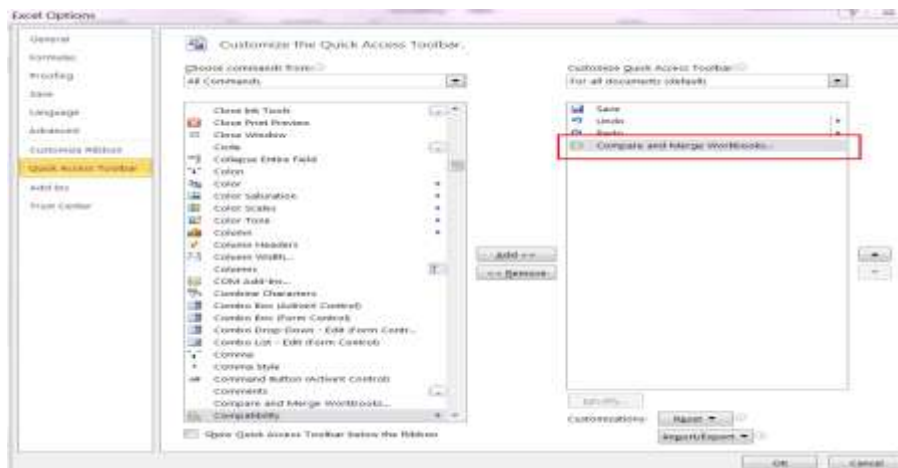 Excel Options
General
Formulas
Proofing
Save
Language
Advanced
Customize Ribbon
Quick Access Toolbar
Add-Ins
Trust Center
Customize the Quick Access Toolbar.
Choose commands from:
All Commands
Close Ink Tools
Close Print Preview
Close Window
Code
Collapse Entire Field
Colon
Color
Color Saturation
Color Scales
Color Tone
Column
Column Headers
Column Width...
Columns
COM Add-Ins...
Combine Characters
Combo Box (ActiveX Control)
Combo Box (Form Control)
Combo Drop-Down - Edit (Form Contr...
Combo List - Edit (Form Control)
Comma
Comma Style
Command Button (ActiveX Control)
Comments
Compare and Merge Workbooks...
Compatibility
Show Quick Access Toolbar below the Ribbon
Add >>
<< Remove
Customize Quick Access Toolbar:
For all documents (default)
Save
Undo
Redo
Compare and Merge Workbooks...
Modify...
Customizations:
Reset
Import/Export
OK
Cancel